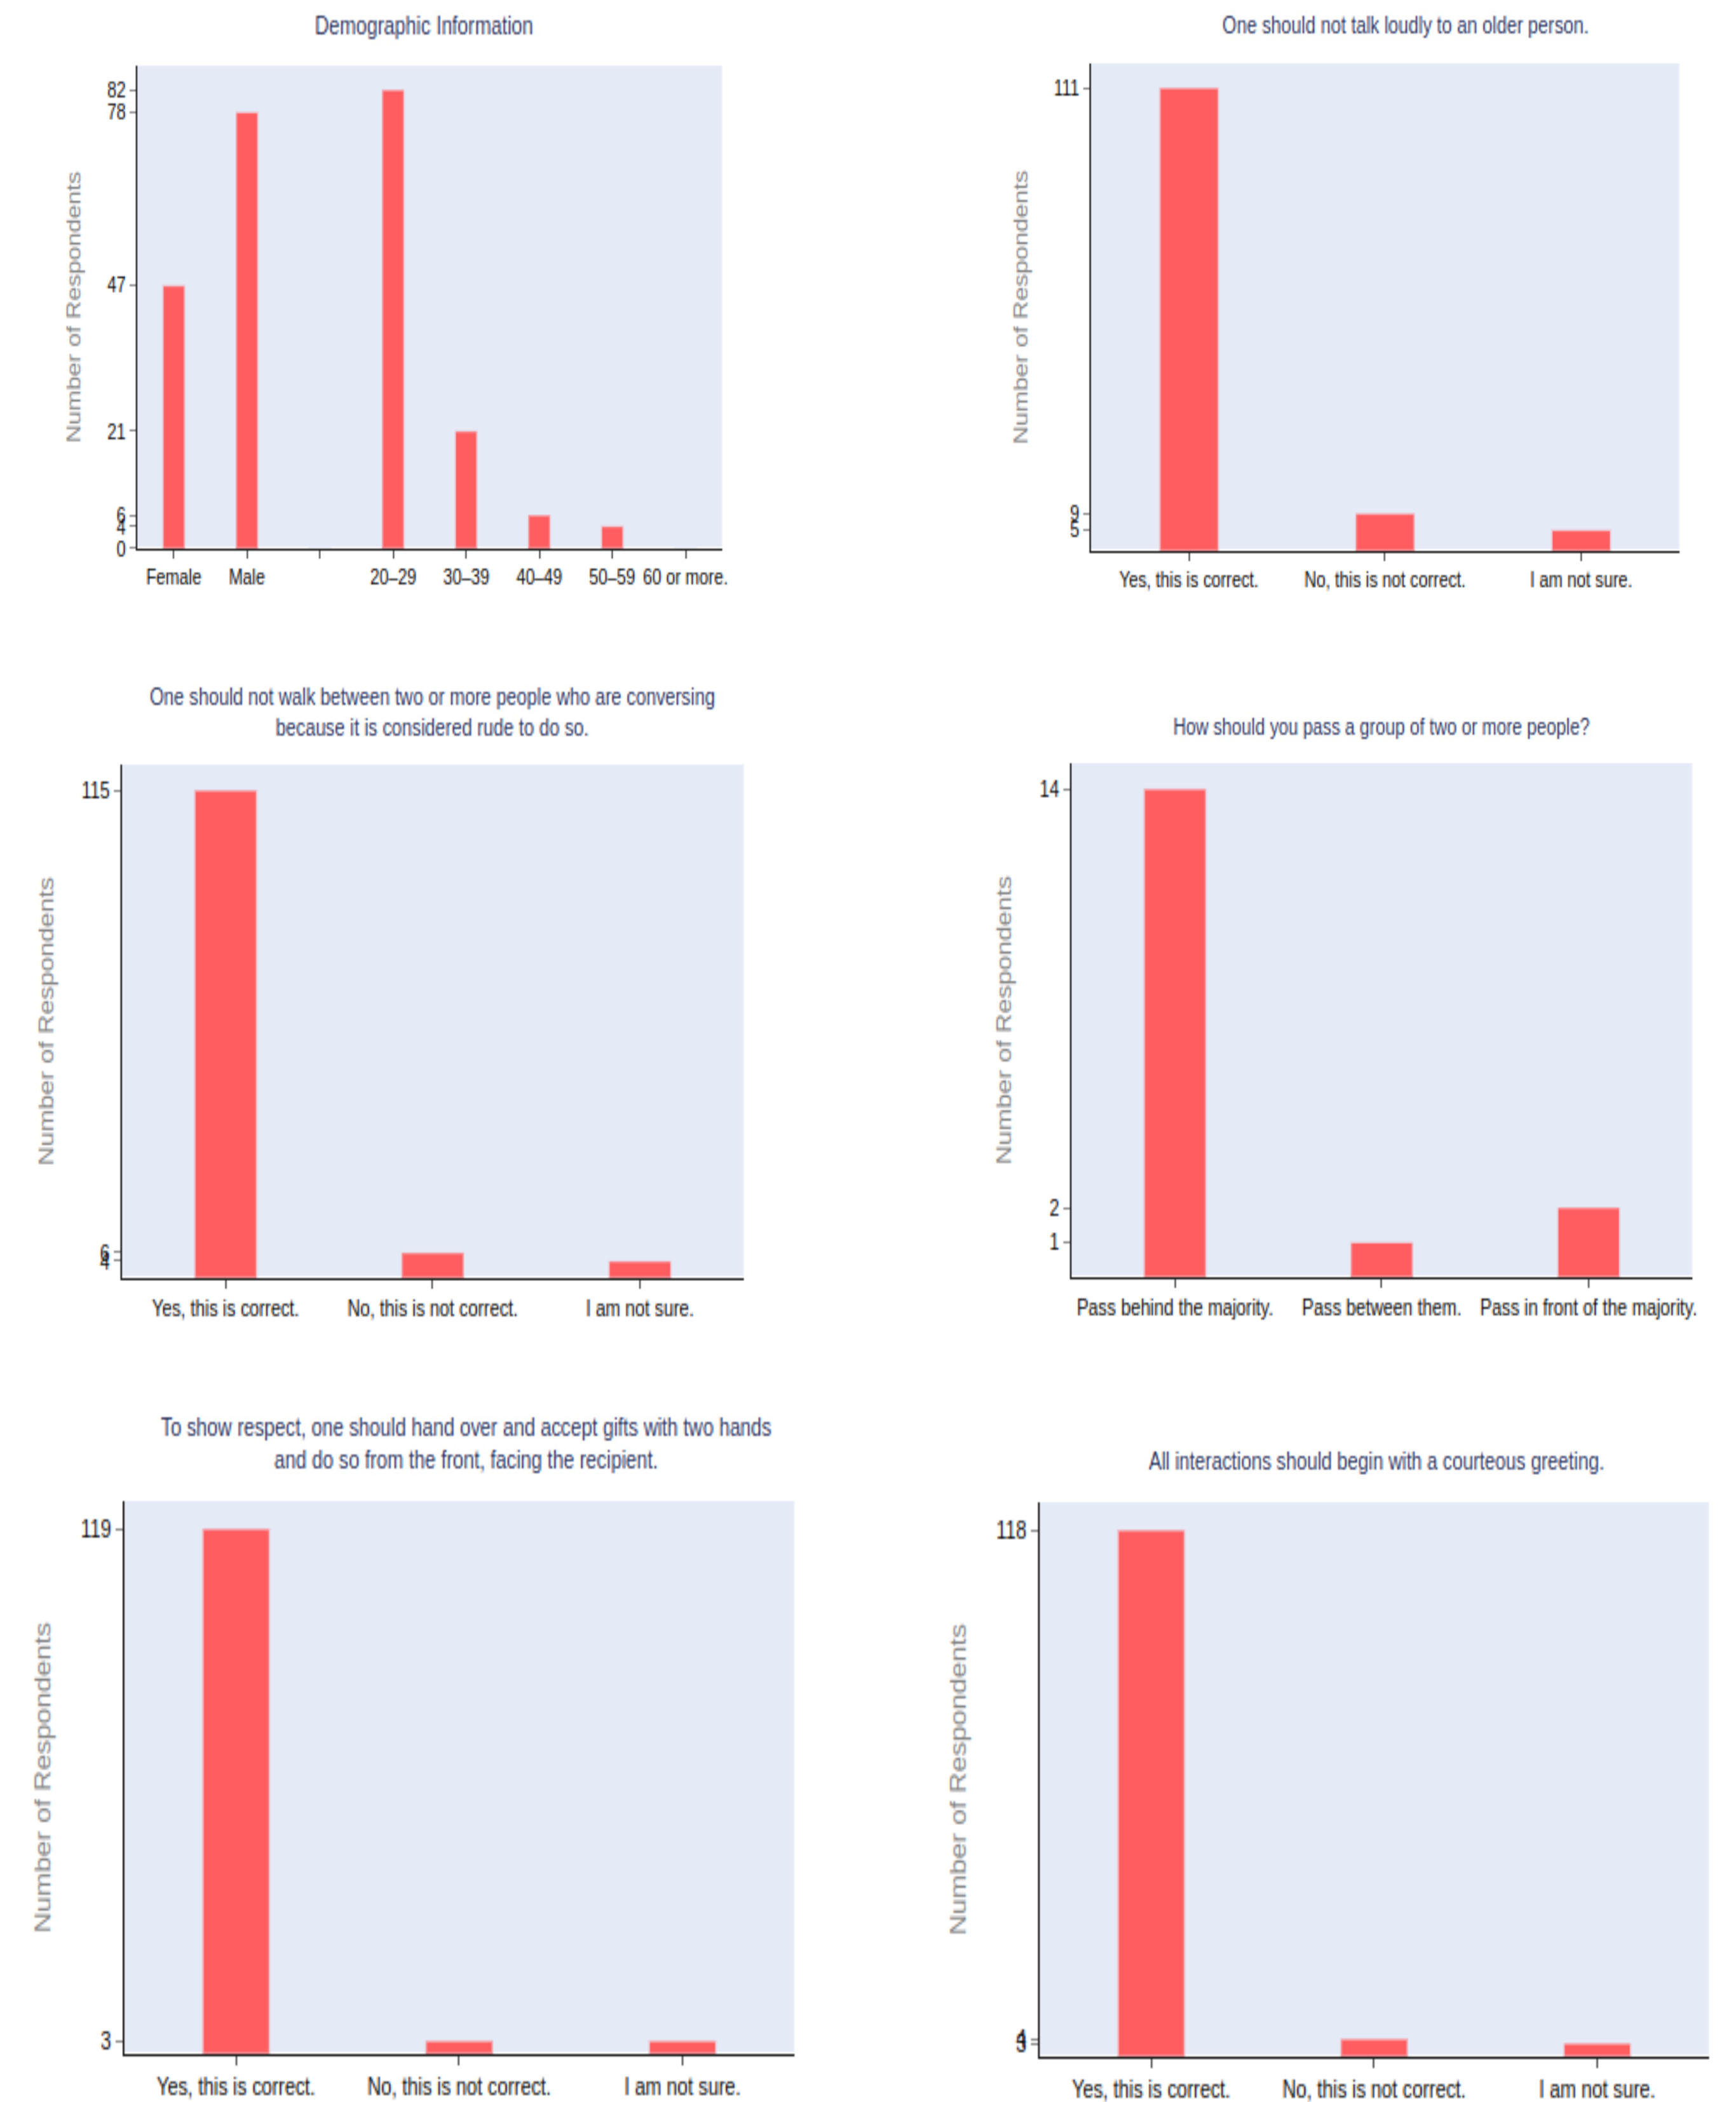 Demographic Information
82
78
47
21
6
4
0
Number of Respondents
Female Male 20–29 30–39 40–49 50–59 60 or more.
One should not talk loudly to an older person.
111
9
5
Number of Respondents
Yes, this is correct. No, this is not correct. I am not sure.
One should not walk between two or more people who are conversing
because it is considered rude to do so.
115
6
4
Number of Respondents
Yes, this is correct. No, this is not correct. I am not sure.
How should you pass a group of two or more people?
14
2
1
Number of Respondents
Pass behind the majority. Pass between them. Pass in front of the majority.
To show respect, one should hand over and accept gifts with two hands
and do so from the front, facing the recipient.
119
3
Number of Respondents
Yes, this is correct. No, this is not correct. I am not sure.
All interactions should begin with a courteous greeting.
118
4
3
Number of Respondents
Yes, this is correct. No, this is not correct. I am not sure.